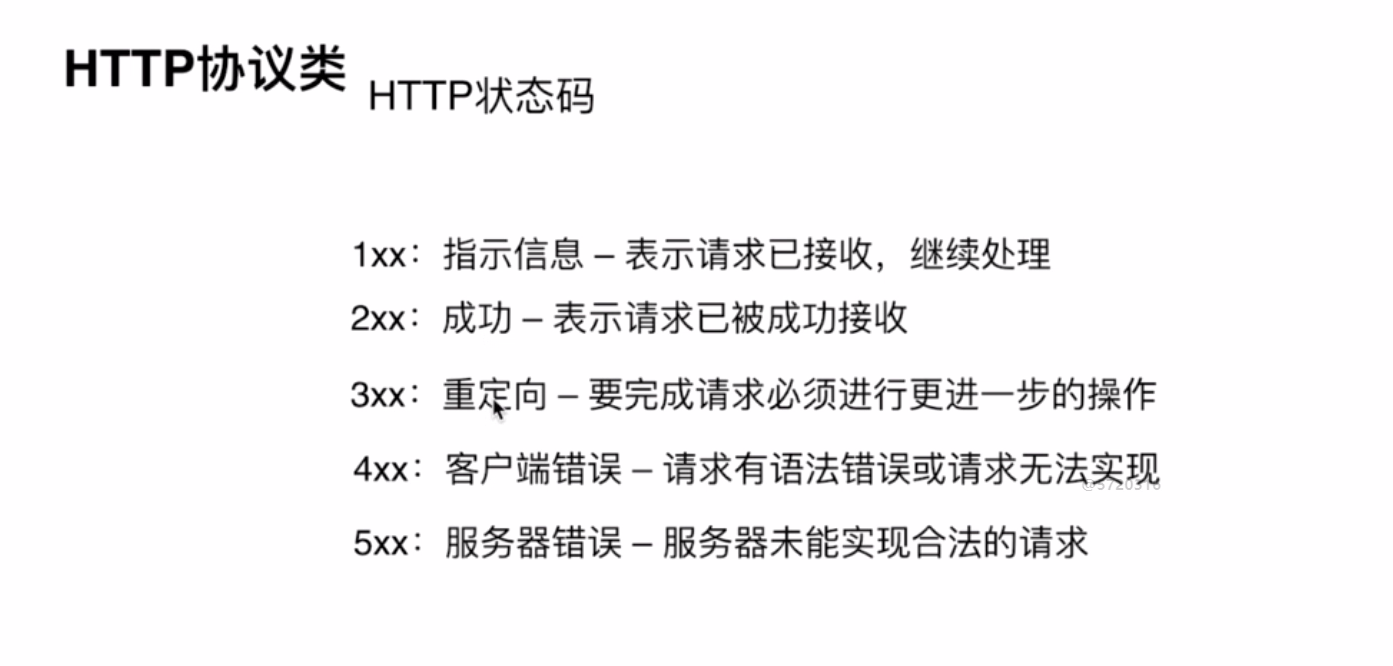 HTTP协议类
HTTP状态码
1xx：指示信息 – 表示请求已接收，继续处理
2xx：成功 – 表示请求已被成功接收
3xx：重定向 – 要完成请求必须进行更进一步的操作
4xx：客户端错误 – 请求有语法错误或请求无法实现
5xx：服务器错误 – 服务器未能实现合法的请求